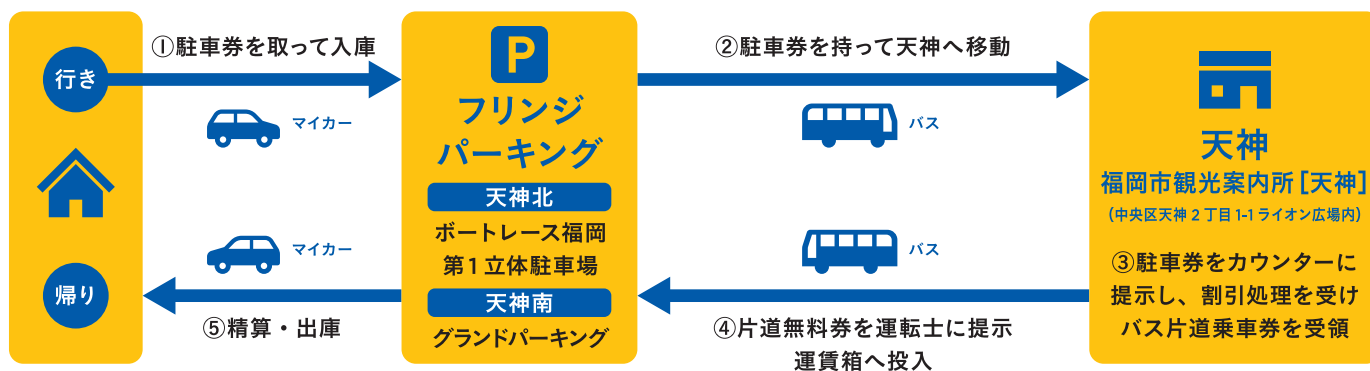 行き
①駐車券を取って入庫
マイカー
P
フリンジ
パーキング
天神北
ボートレース福岡
第1立体駐車場
天神南
グランドパーキング
②駐車券を持って天神へ移動
バス
天神
福岡市観光案内所[天神]
(中央区天神2丁目1-1ライオン広場内)
③駐車券をカウンターに
提示し、割引処理を受け
バス片道乗車券を受領
バス
④片道無料券を運転士に提示
運賃箱へ投入
マイカー
⑤精算・出庫
帰り